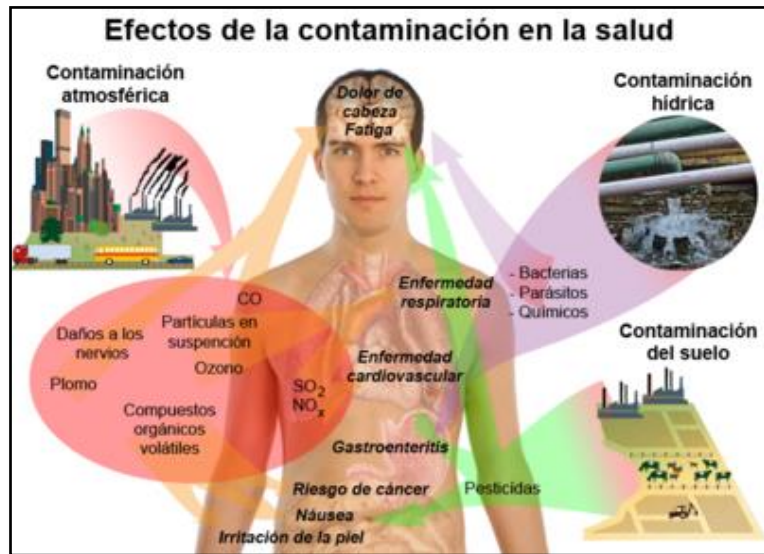 Efectos de la contaminación en la salud
Contaminación
atmosférica
Dolor de
cabeza
Fatiga
Contaminación
hídrica
CO
Partículas en
suspención
Daños a los
nervios
Ozono
Plomo
SO2
NOx
Compuestos
orgánicos
volátiles
Enfermedad
respiratoria
- Bacterias
- Parásitos
- Químicos
Enfermedad
cardiovascular
Contaminación
del suelo
Gastroenteritis
Riesgo de cáncer
Pesticidas
Náusea
Irritación de la piel